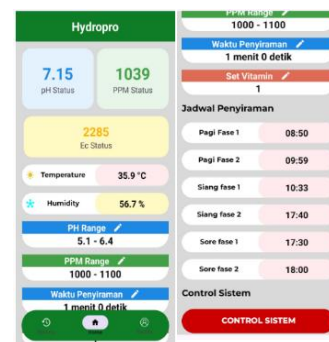 Hydropro
7.15
pH Status
1039
PPM Status
2285
Ec Status
Temperature
35.9 °C
Humidity
56.7 %
PH Range
5.1 - 6.4
PPM Range
1000 - 1100
Waktu Penyiraman
1 menit 0 detik
PPM Range
1000 - 1100
Waktu Penyiraman
1 menit 0 detik
Set Vitamin
1
Jadwal Penyiraman
Pagi Fase 1
08:50
Pagi Fase 2
09:59
Siang fase 1
10:33
Siang fase 2
17:40
Sore fase 1
17:30
Sore fase 2
18:00
Control Sistem
CONTROL SISTEM